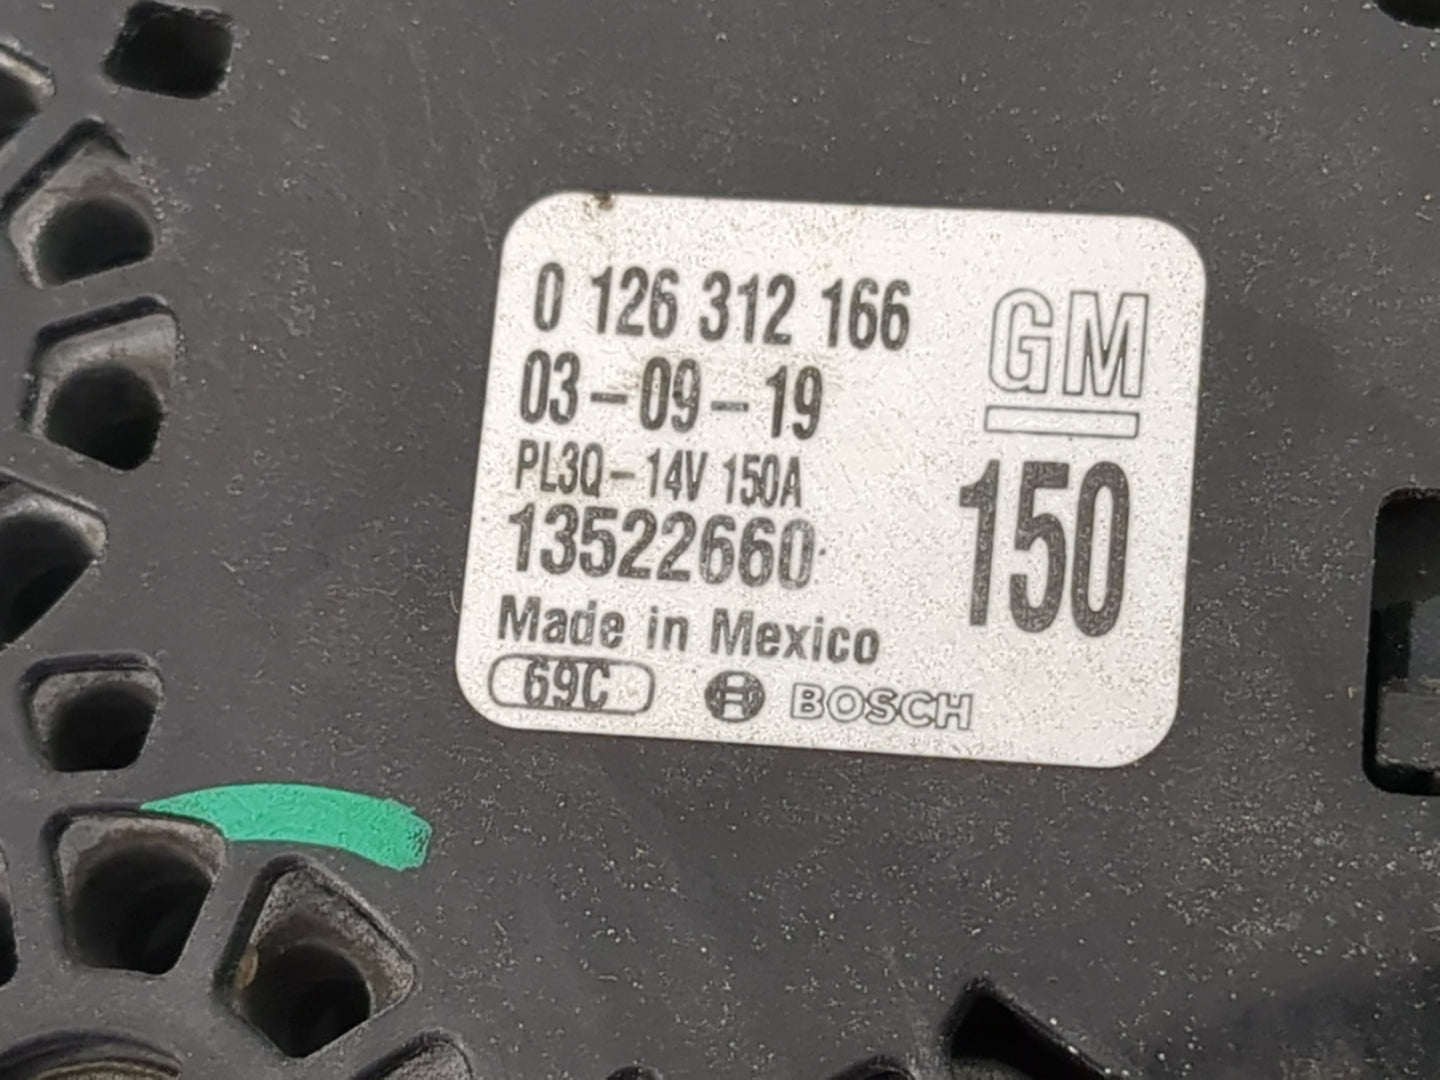 0 126 312 166
03-09-19
PL3Q-14V 150A
13522660
Made in Mexico
69C
BOSCH
GM
150